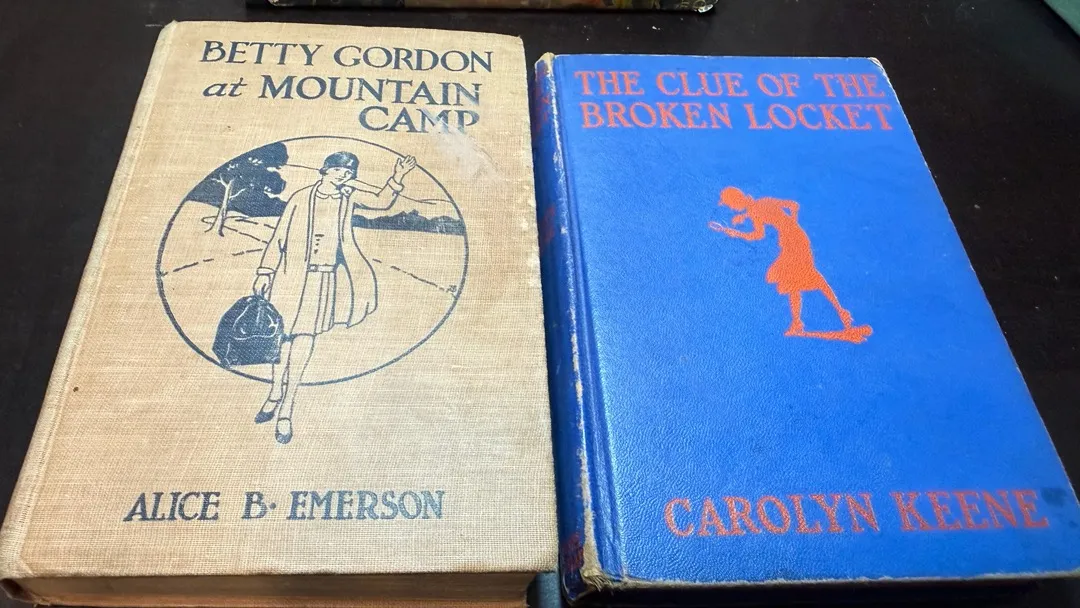 BETTY GORDON
at MOUNTAIN
CAMP
ALICE B. EMERSON
THE CLUE OF THE
BROKEN LOCKET
CAROLYN KEENE